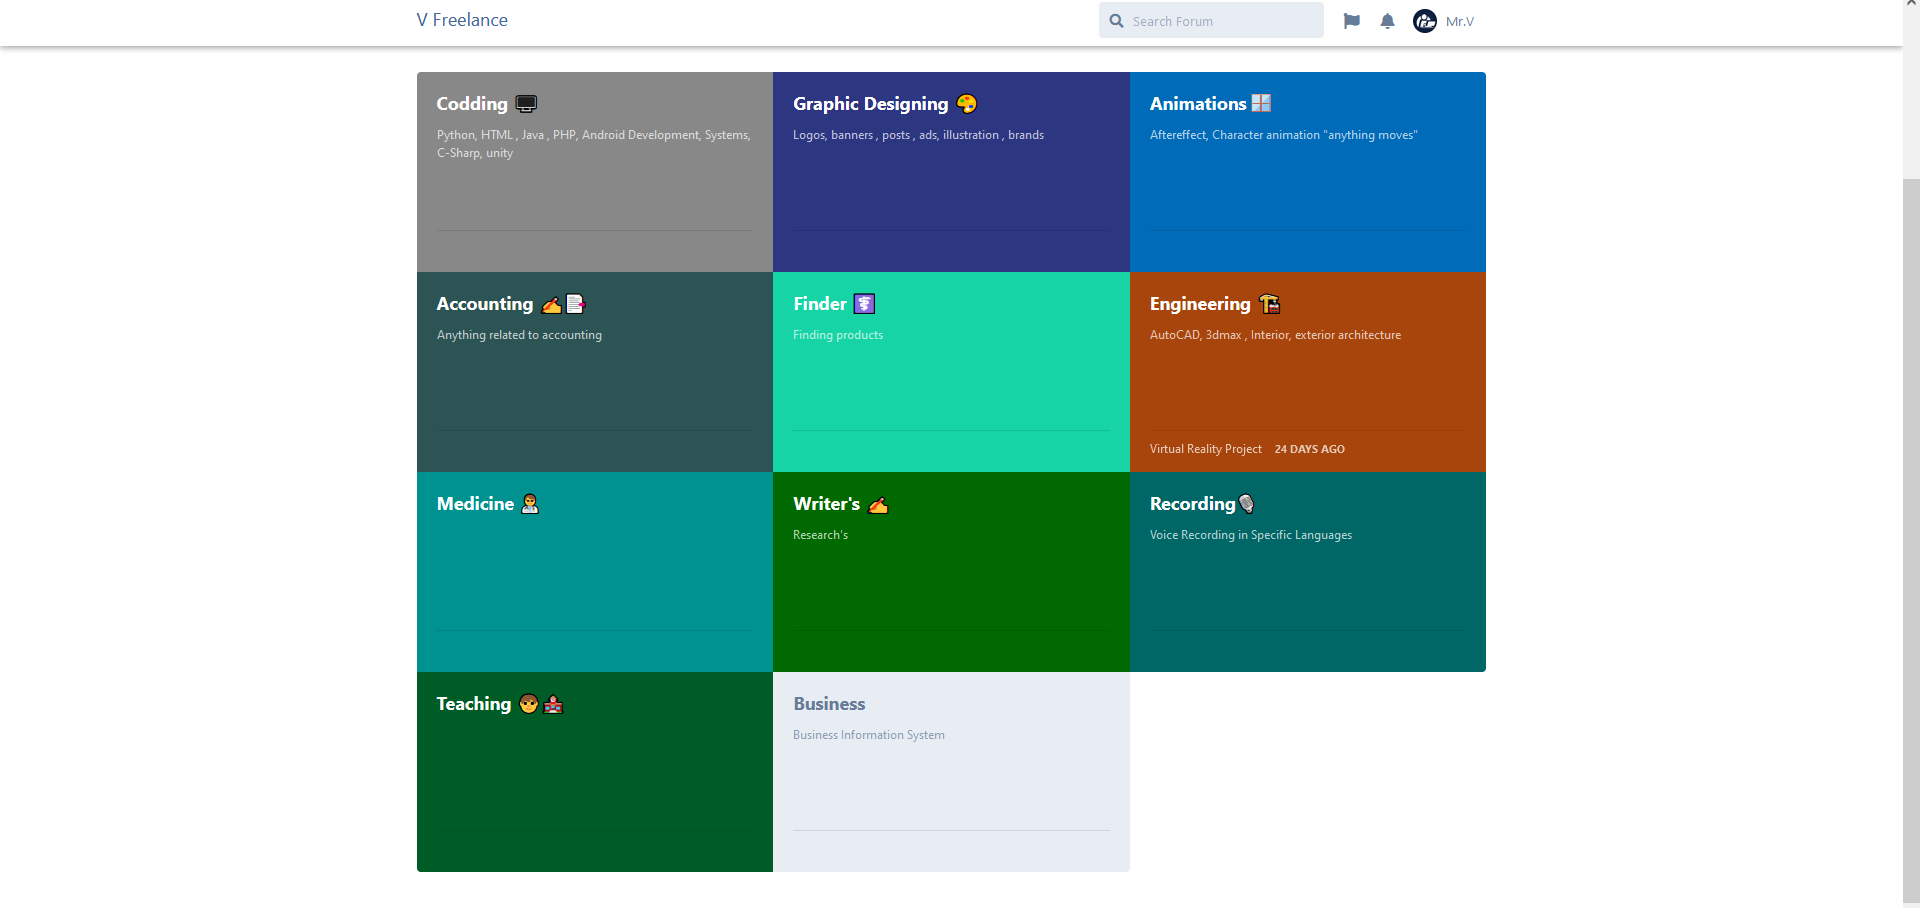 V Freelance
Search Forum
Mr.V
Codding
Python, HTML , Java , PHP, Android Development, Systems,
C-Sharp, unity
Graphic Designing
Logos, banners , posts , ads, illustration , brands
Animations
Aftereffect, Character animation "anything moves"
Accounting
Anything related to accounting
Finder
Finding products
Engineering
AutoCAD, 3dmax , Interior, exterior architecture
Virtual Reality Project 24 DAYS AGO
Medicine
Writer's
Research's
Recording
Voice Recording in Specific Languages
Teaching
Business
Business Information System